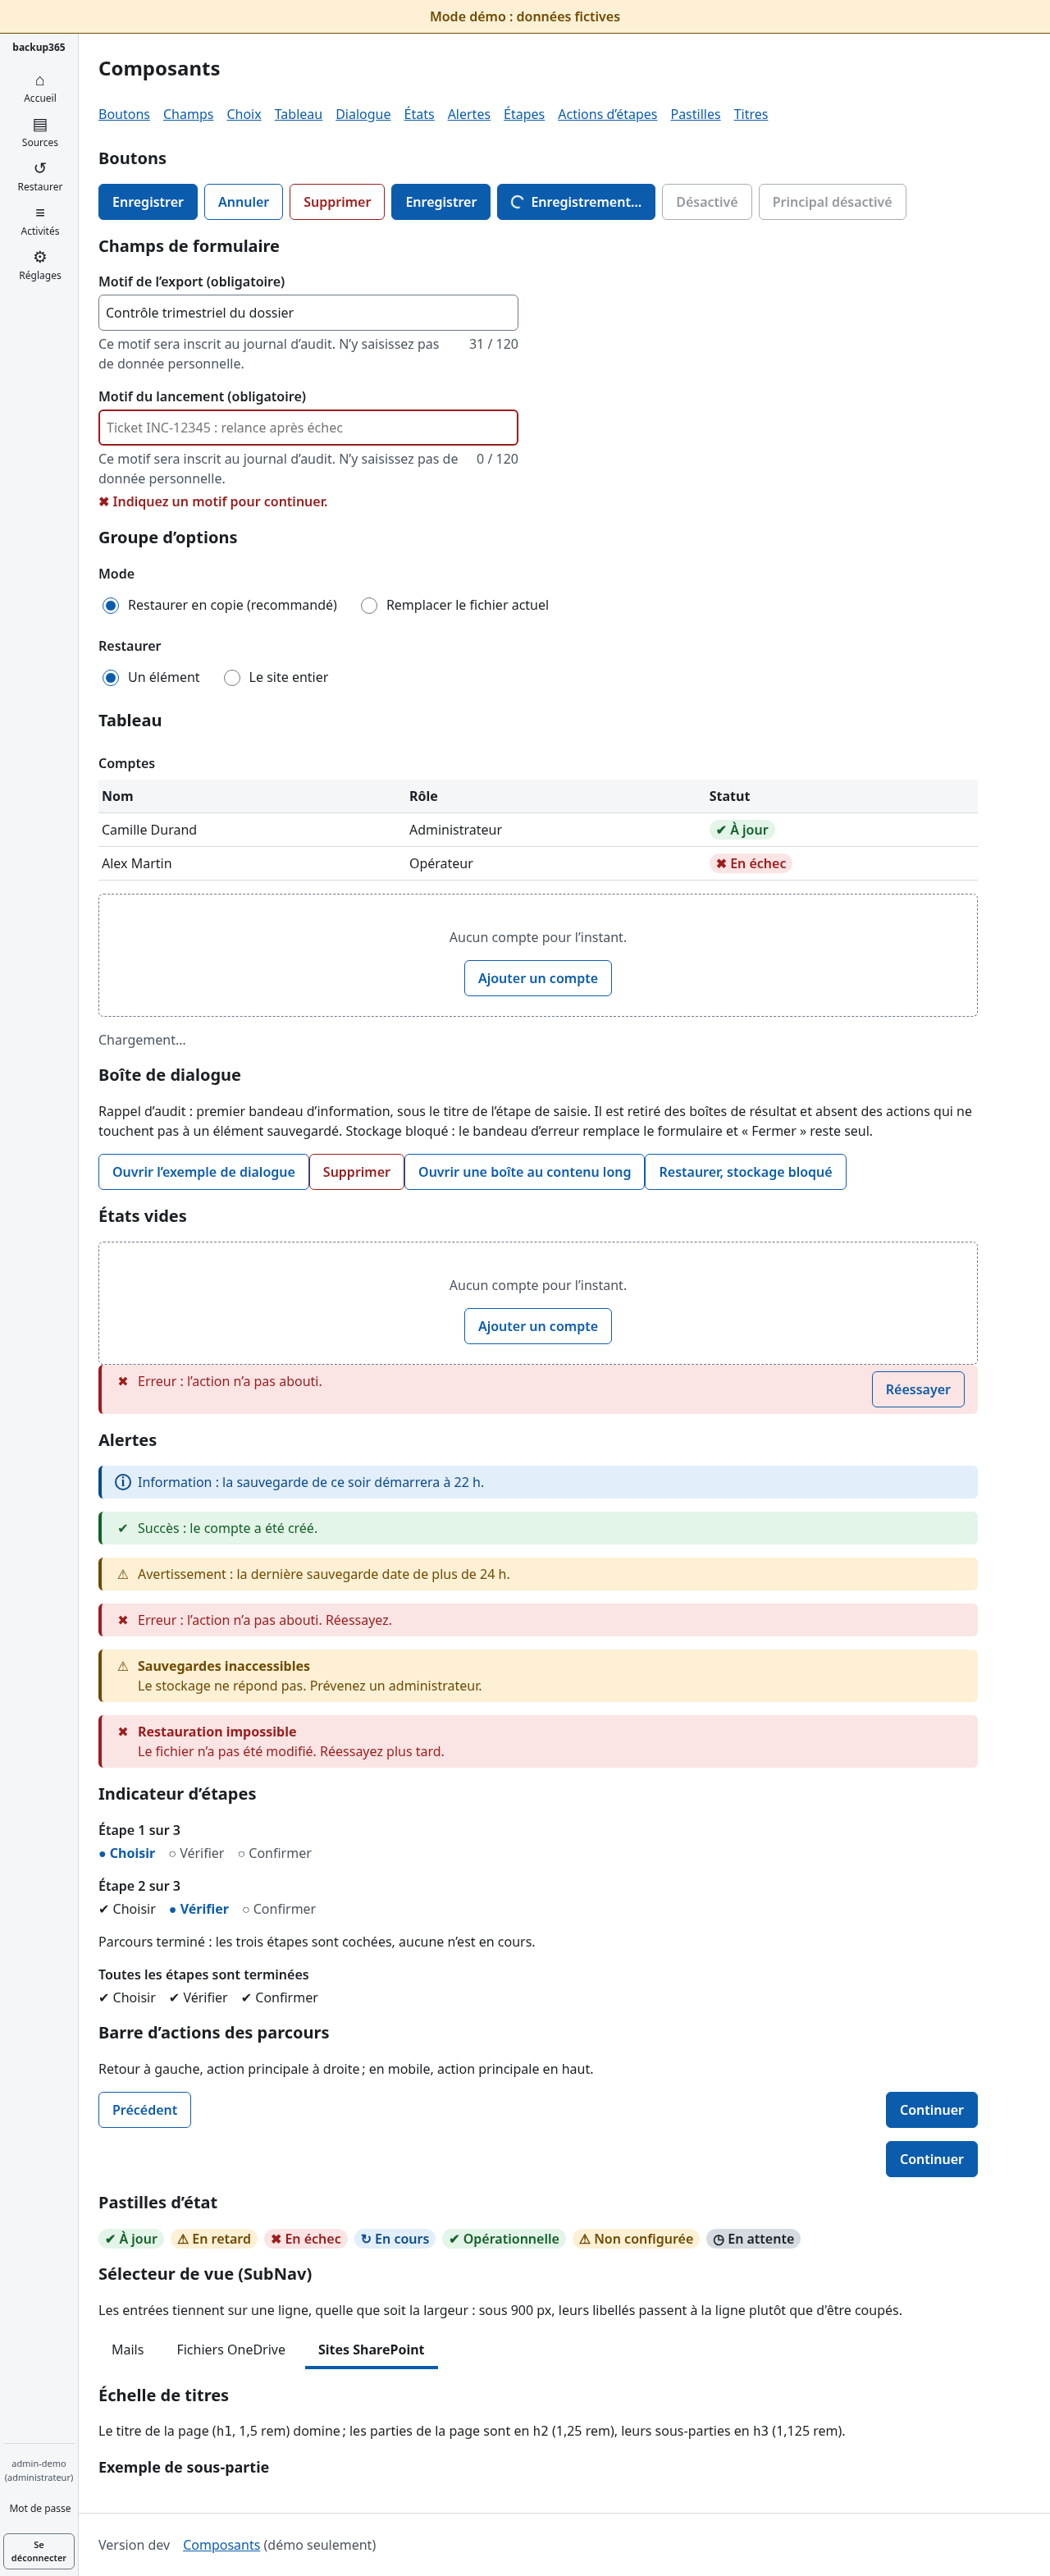 Mode démo : données fictives
backup365
Accueil
Sources
Restaurer
Activités
Réglages
Composants
Boutons Champs Choix Tableau Dialogue États Alertes Étapes Actions d’étapes Pastilles Titres
Boutons
Enregistrer Annuler Supprimer Enregistrer Enregistrement… Désactivé Principal désactivé
Champs de formulaire
Motif de l’export (obligatoire)
Contrôle trimestriel du dossier
Ce motif sera inscrit au journal d’audit. N’y saisissez pas 31 / 120
de donnée personnelle.
Motif du lancement (obligatoire)
Ticket INC-12345 : relance après échec
Ce motif sera inscrit au journal d’audit. N’y saisissez pas de 0 / 120
donnée personnelle.
✖ Indiquez un motif pour continuer.
Groupe d’options
Mode
Restaurer en copie (recommandé) Remplacer le fichier actuel
Restaurer
Un élément Le site entier
Tableau
Comptes
Nom Rôle Statut
Camille Durand Administrateur ✔ À jour
Alex Martin Opérateur ✖ En échec
Aucun compte pour l’instant.
Ajouter un compte
Chargement…
Boîte de dialogue
Rappel d’audit : premier bandeau d’information, sous le titre de l’étape de saisie. Il est retiré des boîtes de résultat et absent des actions qui ne
touchent pas à un élément sauvegardé. Stockage bloqué : le bandeau d’erreur remplace le formulaire et « Fermer » reste seul.
Ouvrir l’exemple de dialogue Supprimer Ouvrir une boîte au contenu long Restaurer, stockage bloqué
États vides
Aucun compte pour l’instant.
Ajouter un compte
✖ Erreur : l’action n’a pas abouti. Réessayer
Alertes
ⓘ Information : la sauvegarde de ce soir démarrera à 22 h.
✔ Succès : le compte a été créé.
⚠ Avertissement : la dernière sauvegarde date de plus de 24 h.
✖ Erreur : l’action n’a pas abouti. Réessayez.
⚠ Sauvegardes inaccessibles
Le stockage ne répond pas. Prévenez un administrateur.
✖ Restauration impossible
Le fichier n’a pas été modifié. Réessayez plus tard.
Indicateur d’étapes
Étape 1 sur 3
● Choisir ○ Vérifier ○ Confirmer
Étape 2 sur 3
✔ Choisir ● Vérifier ○ Confirmer
Parcours terminé : les trois étapes sont cochées, aucune n’est en cours.
Toutes les étapes sont terminées
✔ Choisir ✔ Vérifier ✔ Confirmer
Barre d’actions des parcours
Retour à gauche, action principale à droite ; en mobile, action principale en haut.
Précédent Continuer
Continuer
Pastilles d’état
✔ À jour ⚠ En retard ✖ En échec ↻ En cours ✔ Opérationnelle ⚠ Non configurée ◷ En attente
Sélecteur de vue (SubNav)
Les entrées tiennent sur une ligne, quelle que soit la largeur : sous 900 px, leurs libellés passent à la ligne plutôt que d'être coupés.
Mails Fichiers OneDrive Sites SharePoint
Échelle de titres
Le titre de la page (h1, 1,5 rem) domine ; les parties de la page sont en h2 (1,25 rem), leurs sous-parties en h3 (1,125 rem).
Exemple de sous-partie
admin-demo
(administrateur)
Mot de passe
Se
déconnecter
Version dev Composants (démo seulement)